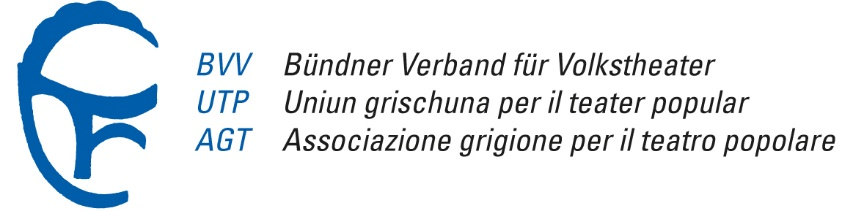 BVV Bündner Verband für Volkstheater
UTP Uniun grischuna per il teater popular
AGT Associazione grigione per il teatro popolare